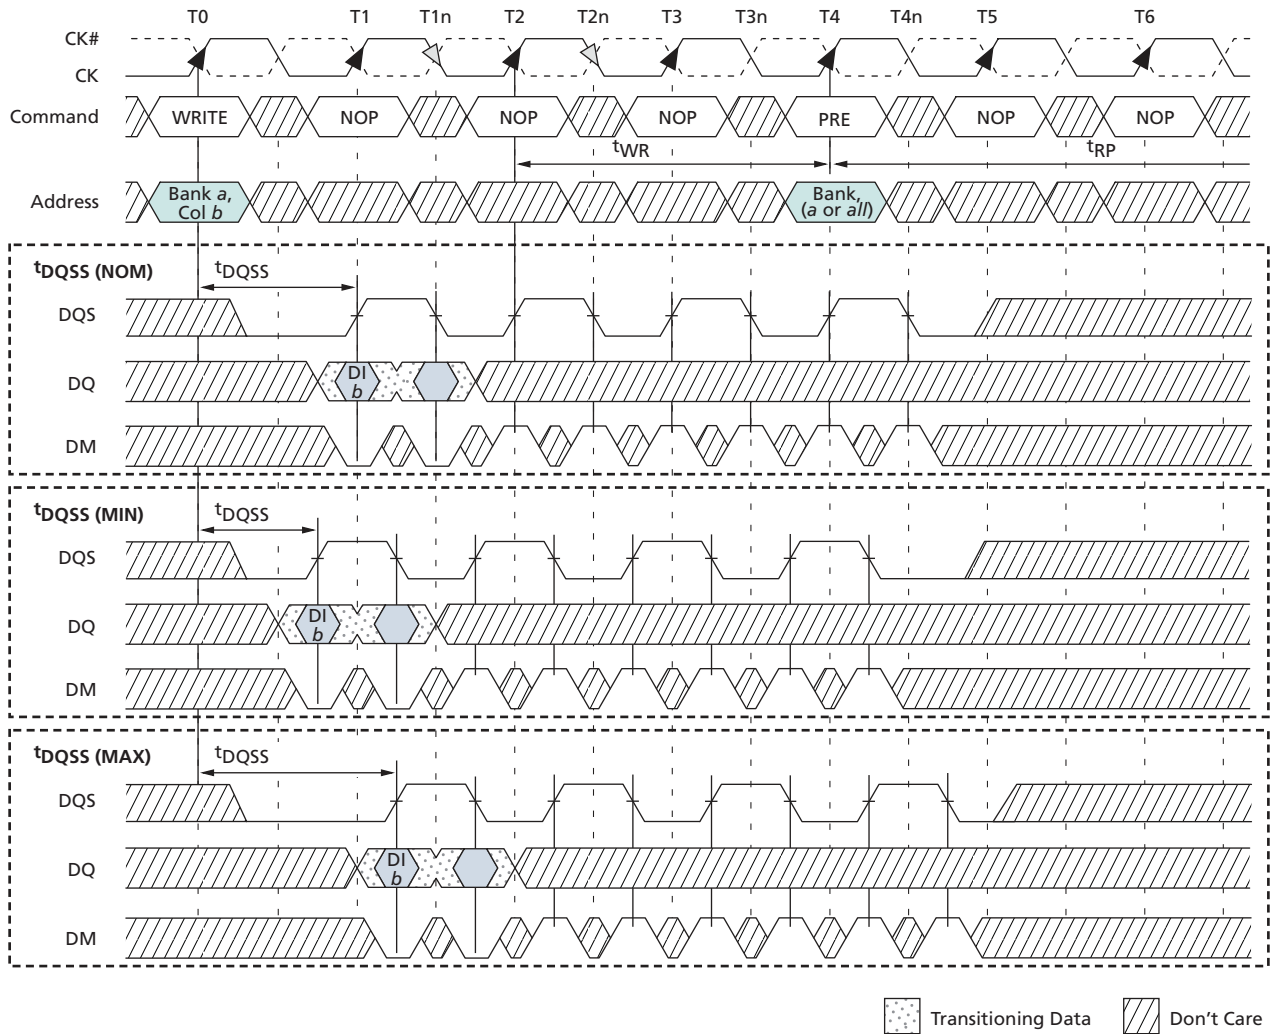 T0 T1 T1n T2 T2n T3 T3n T4 T4n T5 T6
CK#
CK
Command WRITE NOP NOP NOP PRE NOP NOP
tWR tRP
Address Bank a, Col b Bank, (a or all)
tDQSS (NOM) tDQSS
DQS
DQ DI b
DM
tDQSS (MIN) tDQSS
DQS
DQ DI b
DM
tDQSS (MAX) tDQSS
DQS
DQ DI b
DM
Transitioning Data Don't Care